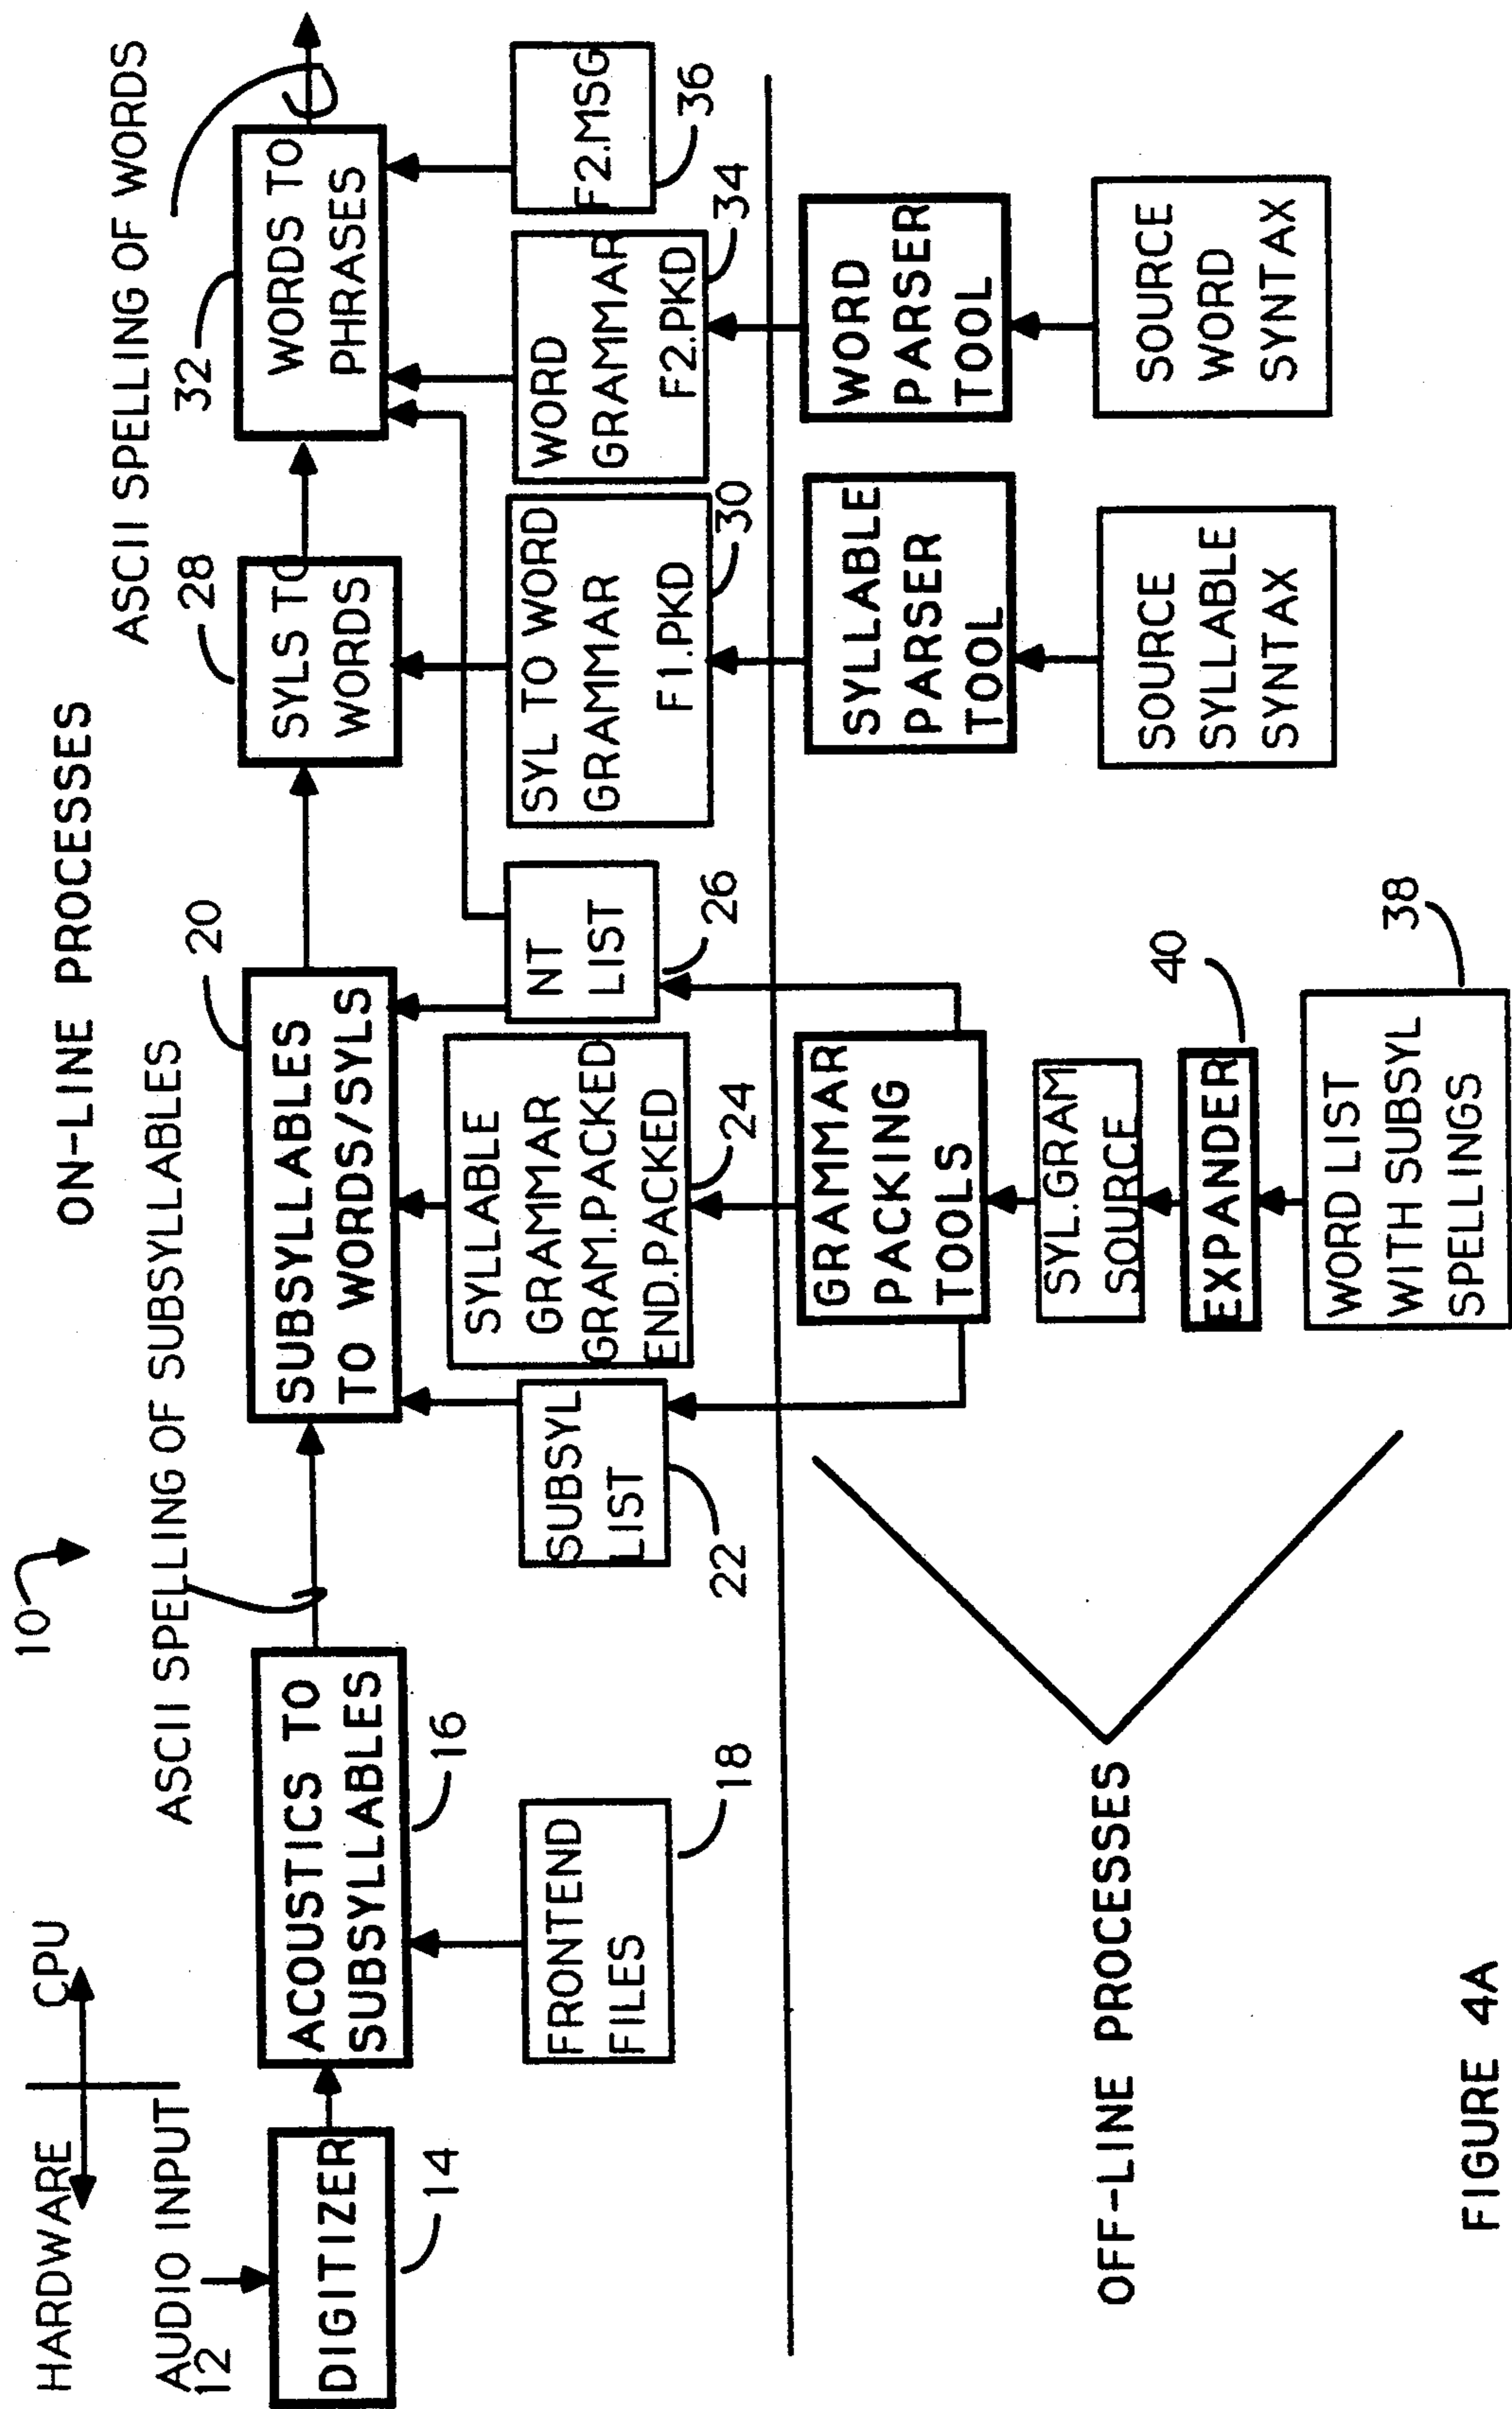 10
ON-LINE PROCESSES
HARDWARE
CPU
AUDIO INPUT
12
ASCII SPELLING OF SUBSYLLABLES
ASCII SPELLING OF WORDS
DIGITIZER
14
ACOUSTICS TO
SUBSYLLABLES
16
SUBSYLLABLES
TO WORDS/SYLS
20
SYLS TO
WORDS
28
WORDS TO
PHRASES
32
FRONTEND
FILES
18
SUBSYL
LIST
22
SYLLABLE
GRAMMAR
GRAM.PACKED
END.PACKED
24
NT
LIST
26
SYL TO WORD
GRAMMAR
F1.PKD
30
WORD
GRAMMAR
F2.PKD
34
F2.MSG
36
GRAMMAR
PACKING
TOOLS
SYLLABLE
PARSER
TOOL
WORD
PARSER
TOOL
SYL.GRAM
SOURCE
EXPANDER
40
WORD LIST
WITH SUBSYL
SPELLINGS
38
SOURCE
SYLLABLE
SYNTAX
SOURCE
WORD
SYNTAX
OFF-LINE PROCESSES
FIGURE 4A